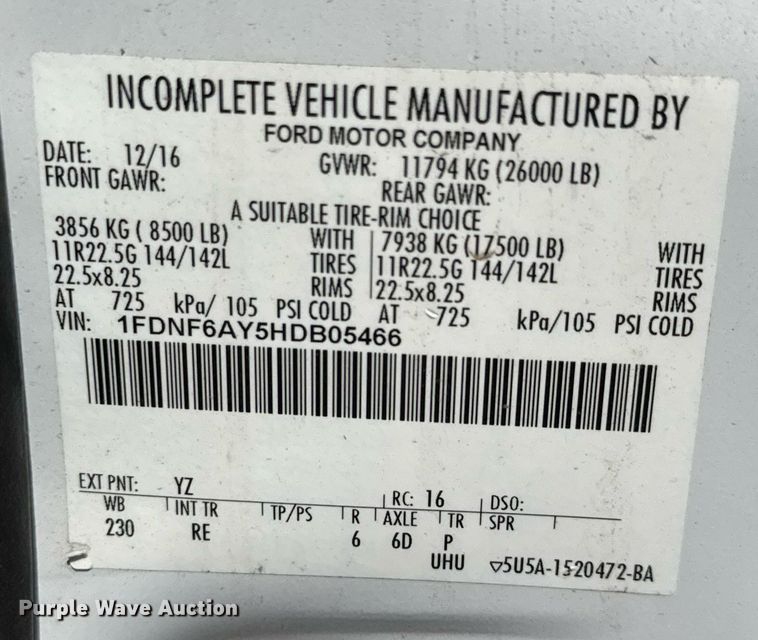 INCOMPLETE VEHICLE MANUFACTURED BY
FORD MOTOR COMPANY
DATE: 12/16 GVWR: 11794 KG (26000 LB)
FRONT GAWR: REAR GAWR:
A SUITABLE TIRE-RIM CHOICE
3856 KG ( 8500 LB) WITH 7938 KG (17500 LB) WITH
11R22.5G 144/142L TIRES 11R22.5G 144/142L TIRES
22.5x8.25 RIMS 22.5x8.25 RIMS
AT 725 kPa/ 105 PSI COLD AT 725 kPa/105 PSI COLD
VIN: 1FDNF6AY5HDB05466
EXT PNT: YZ RC: 16 DSO:
WB INT TR TP/PS R AXLE TR SPR
230 RE 6 6D P
UHU ▽5U5A-1520472-BA
Purple Wave Auction